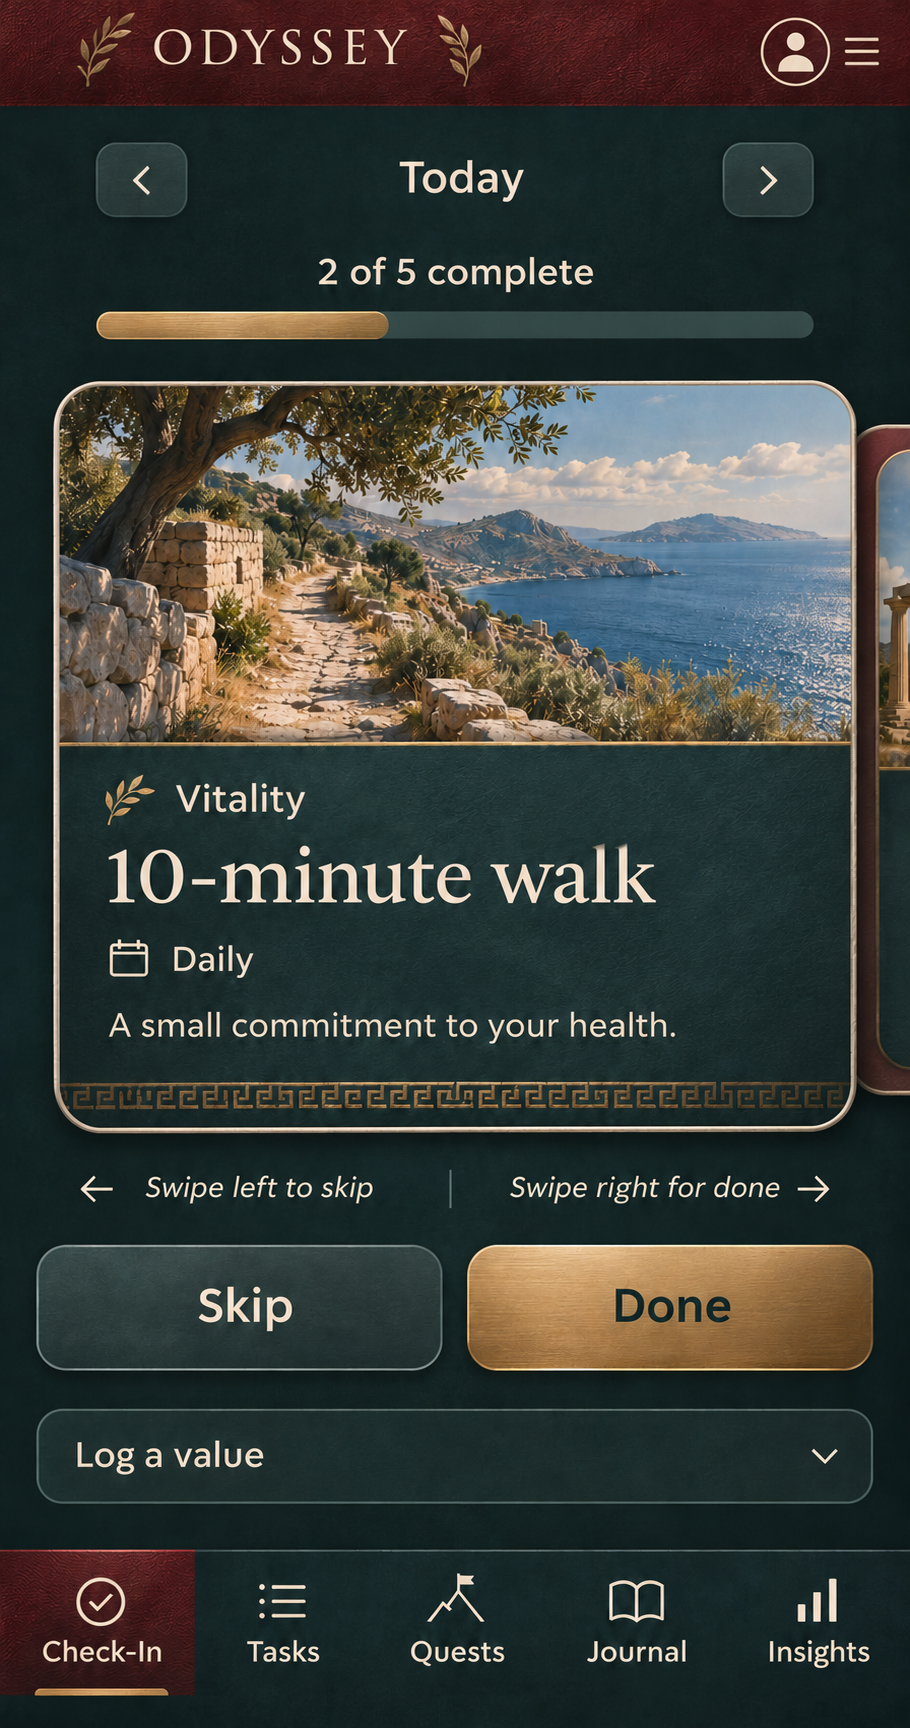 ODYSSEY
Today
2 of 5 complete
Vitality
10-minute walk
Daily
A small commitment to your health.
Swipe left to skip
Swipe right for done
Skip
Done
Log a value
Check-In
Tasks
Quests
Journal
Insights